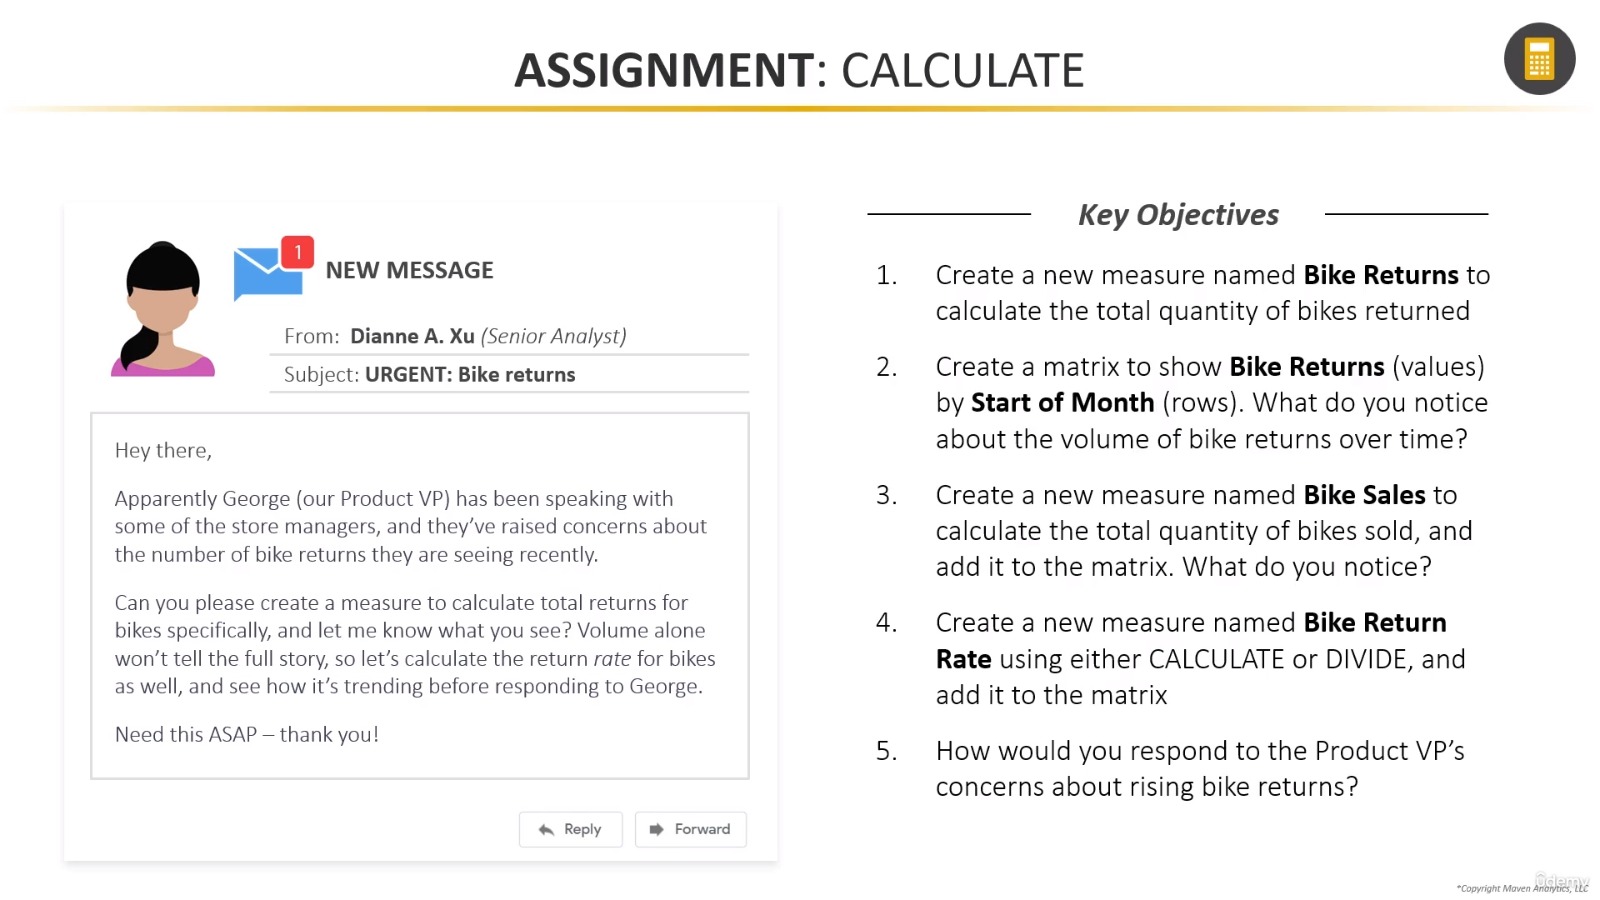 ASSIGNMENT: CALCULATE
1
NEW MESSAGE
From: Dianne A. Xu (Senior Analyst)
Subject: URGENT: Bike returns
Hey there,
Apparently George (our Product VP) has been speaking with
some of the store managers, and they’ve raised concerns about
the number of bike returns they are seeing recently.
Can you please create a measure to calculate total returns for
bikes specifically, and let me know what you see? Volume alone
won’t tell the full story, so let’s calculate the return rate for bikes
as well, and see how it’s trending before responding to George.
Need this ASAP – thank you!
Reply
Forward
Key Objectives
1. Create a new measure named Bike Returns to
calculate the total quantity of bikes returned
2. Create a matrix to show Bike Returns (values)
by Start of Month (rows). What do you notice
about the volume of bike returns over time?
3. Create a new measure named Bike Sales to
calculate the total quantity of bikes sold, and
add it to the matrix. What do you notice?
4. Create a new measure named Bike Return
Rate using either CALCULATE or DIVIDE, and
add it to the matrix
5. How would you respond to the Product VP’s
concerns about rising bike returns?
*Copyright Maven Analytics, LLC
ûdemy